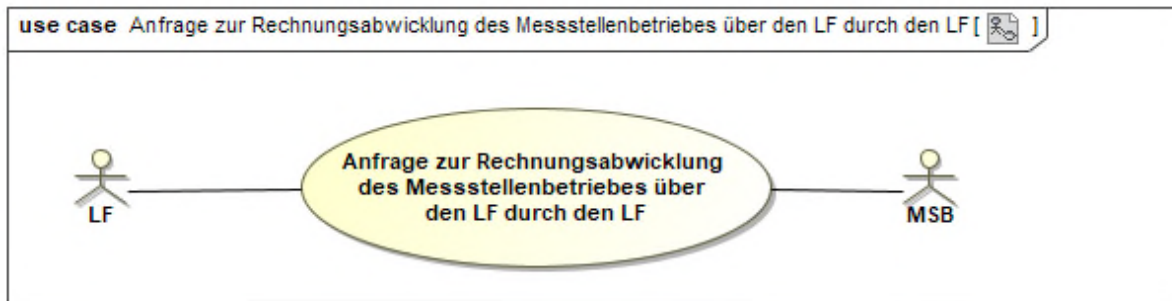 use case Anfrage zur Rechnungsabwicklung des Messstellenbetriebes über den LF durch den LF [ ]
Anfrage zur Rechnungsabwicklung
des Messstellenbetriebes über
den LF durch den LF
LF
MSB